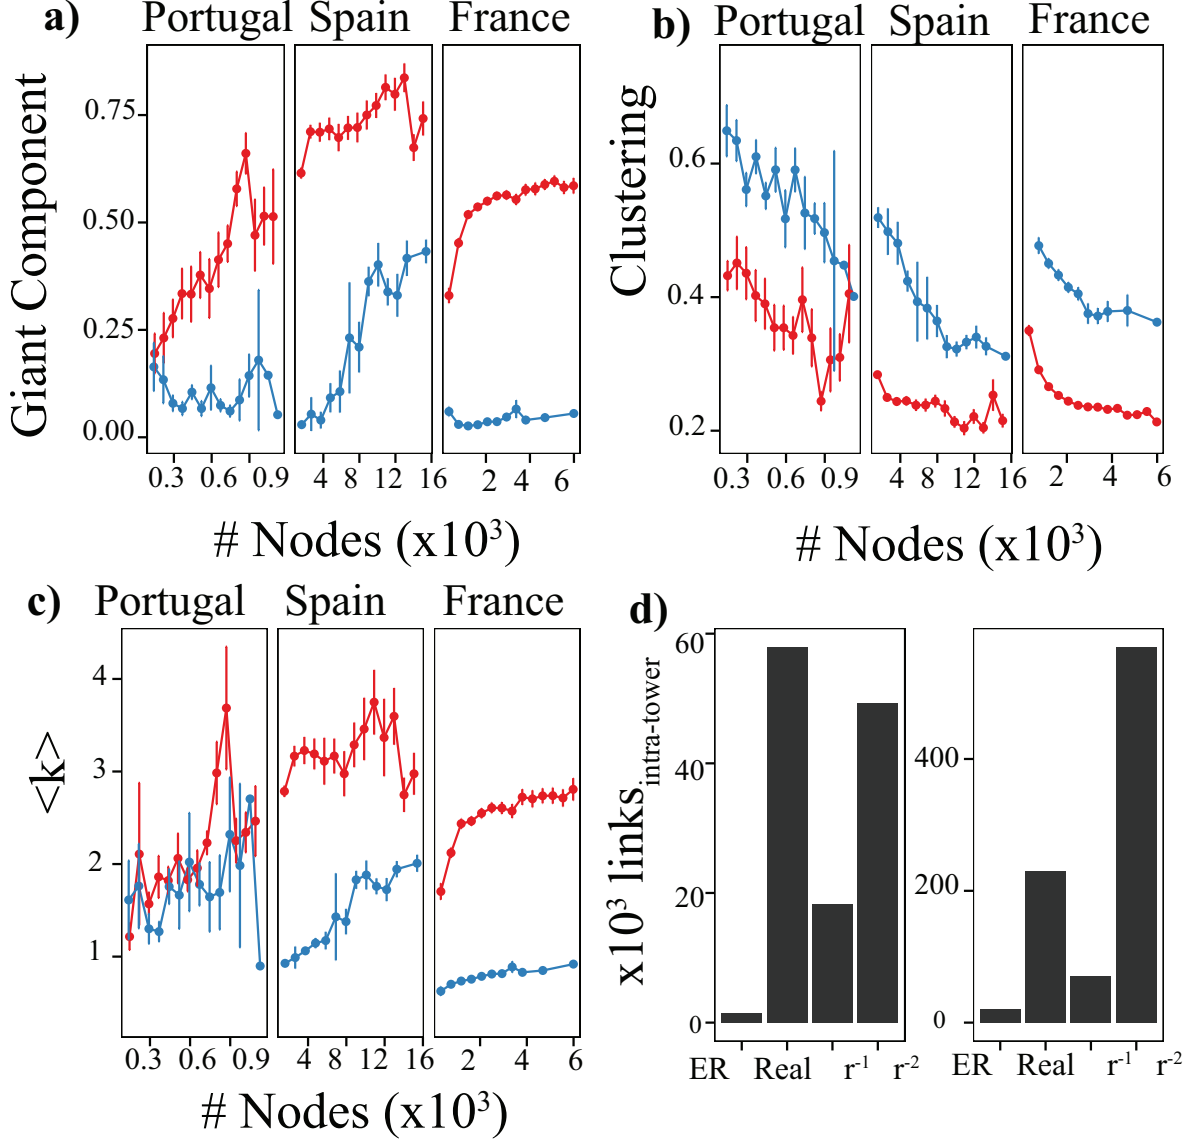 a) Portugal Spain France
Giant Component
0.75
0.50
0.25
0.00
0.3 0.6 0.9 4 8 12 16 2 4 6
# Nodes (x10³)
b) Portugal Spain France
Clustering
0.6
0.4
0.2
0.3 0.6 0.9 4 8 12 16 2 4 6
# Nodes (x10³)
c) Portugal Spain France
<k>
4
3
2
1
0.3 0.6 0.9 4 8 12 16 2 4 6
# Nodes (x10³)
d)
x10³ links intra-tower
60
40
20
0
ER Real r⁻¹ r⁻²
400
200
0
ER Real r⁻¹ r⁻²